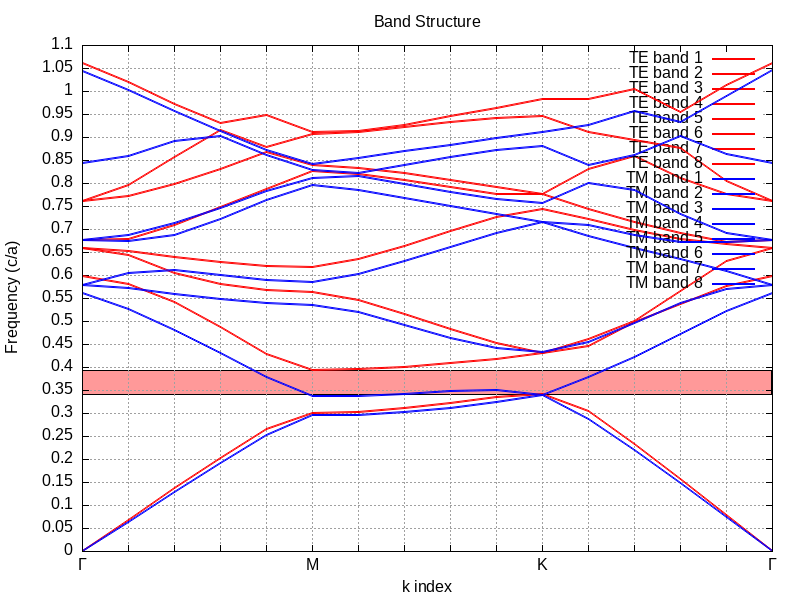 Band Structure
1.1
1.05
1
0.95
0.9
0.85
0.8
0.75
0.7
0.65
0.6
0.55
0.5
0.45
0.4
0.35
0.3
0.25
0.2
0.15
0.1
0.05
0
Frequency (c/a)
TE band 1
TE band 2
TE band 3
TE band 4
TE band 5
TE band 6
TE band 7
TE band 8
TM band 1
TM band 2
TM band 3
TM band 4
TM band 5
TM band 6
TM band 7
TM band 8
Γ M K Γ
k index